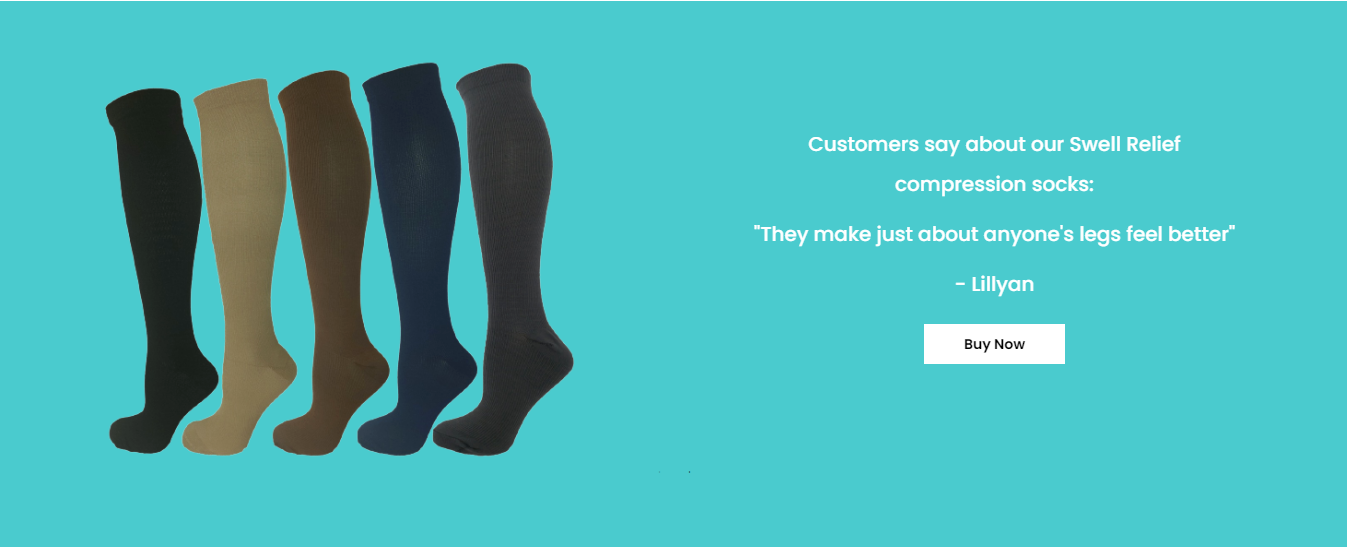 Customers say about our Swell Relief
compression socks:
"They make just about anyone's legs feel better"
- Lillyan
Buy Now